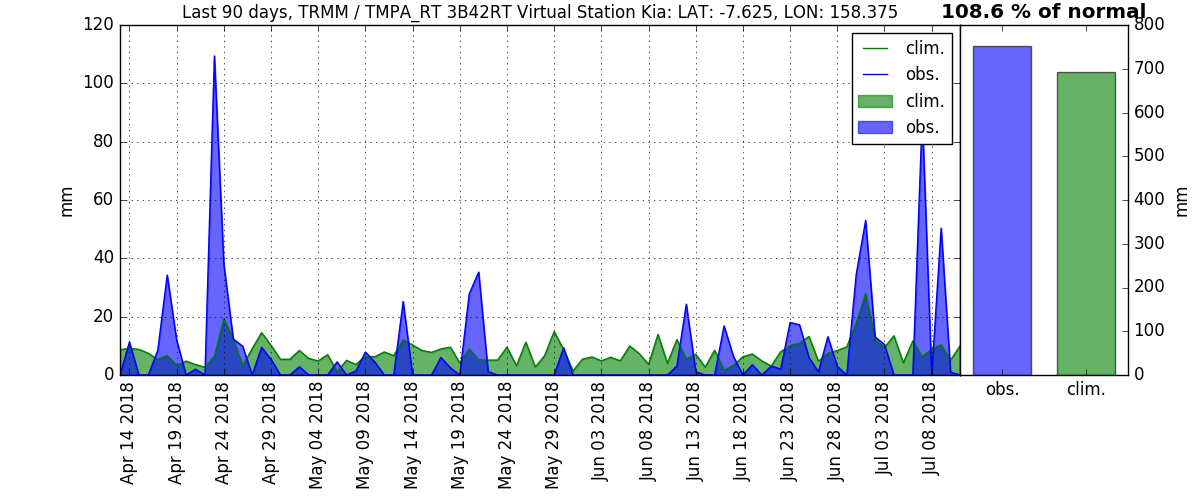 Last 90 days, TRMM / TMPA_RT 3B42RT Virtual Station Kia: LAT: -7.625, LON: 158.375
108.6 % of normal
120
100
80
60
40
20
0
mm
clim.
obs.
clim.
obs.
800
700
600
500
400
300
200
100
0
mm
Apr 14 2018
Apr 19 2018
Apr 24 2018
Apr 29 2018
May 04 2018
May 09 2018
May 14 2018
May 19 2018
May 24 2018
May 29 2018
Jun 03 2018
Jun 08 2018
Jun 13 2018
Jun 18 2018
Jun 23 2018
Jun 28 2018
Jul 03 2018
Jul 08 2018
obs.
clim.